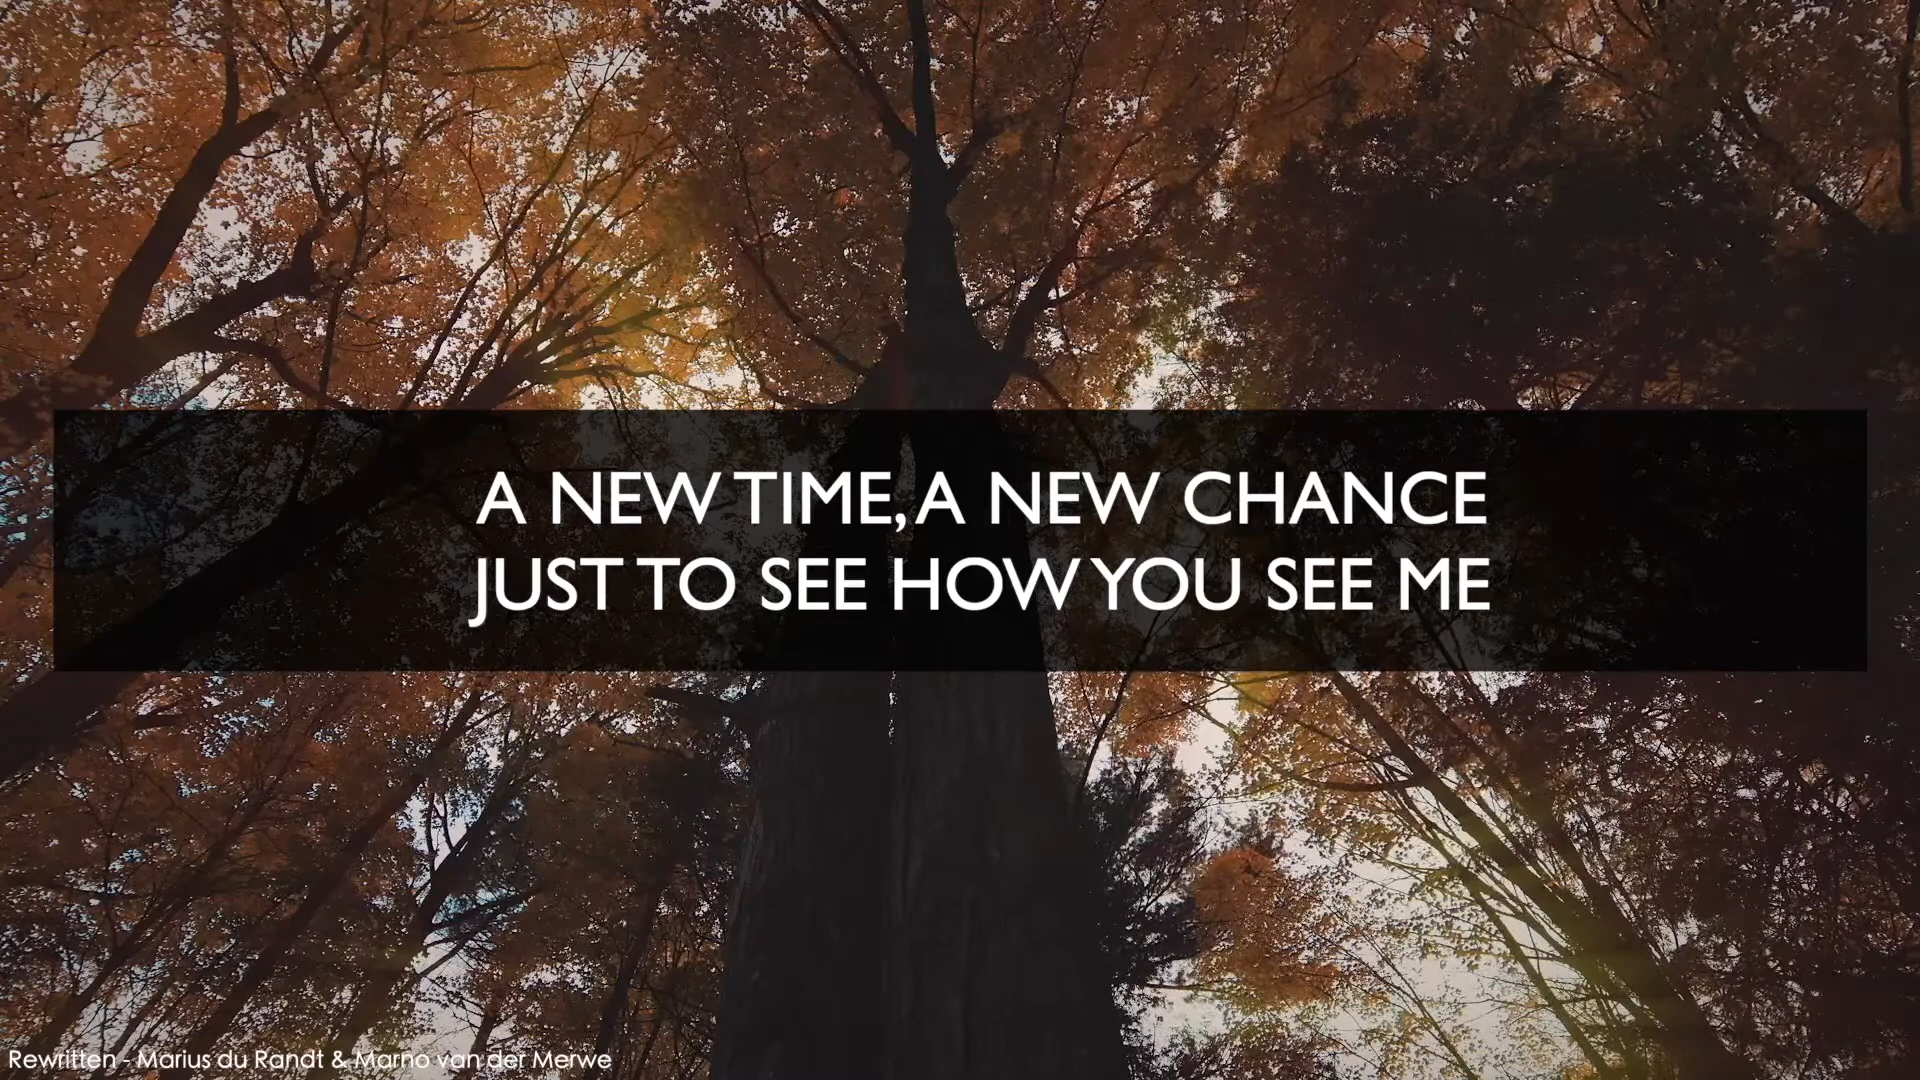 A NEW TIME, A NEW CHANCE
JUST TO SEE HOW YOU SEE ME
Rewritten - Marius du Randt & Marno van der Merwe